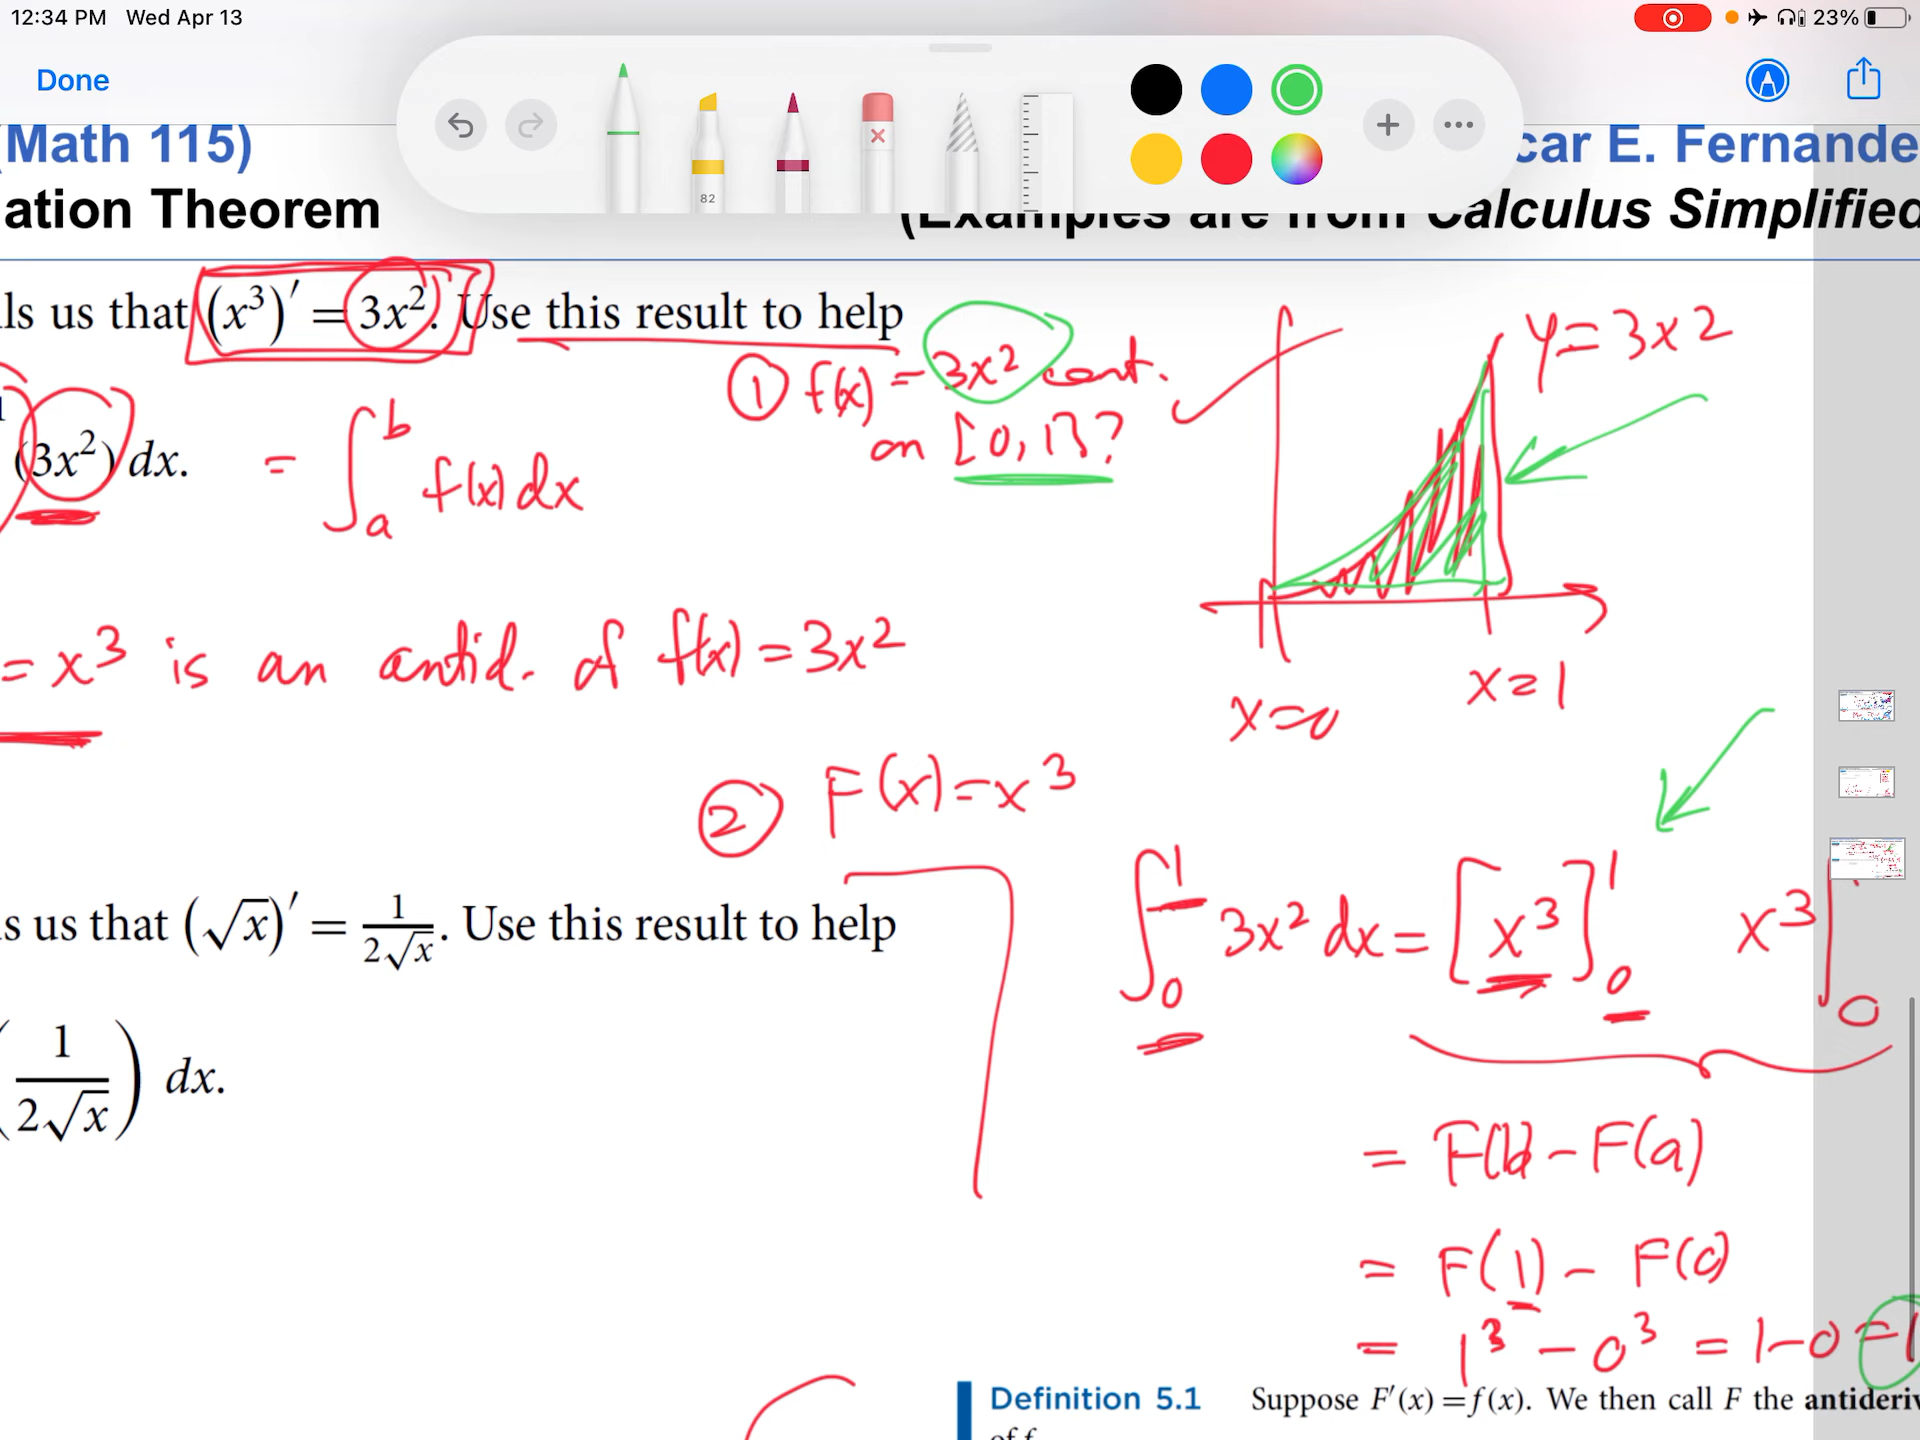 12:34 PM Wed Apr 13
23%
Done
82
(Math 115)
car E. Fernande
ation Theorem
(Examples are from Calculus Simplified
ls us that (x³)′ = 3x². Use this result to help
① f(x) = 3x² cont.
on [0,1]?
y = 3x²
(3x²) dx. = ∫ₐᵇ f(x) dx
= x³ is an antid. of f(x) = 3x²
x=0
x=1
② F(x) = x³
s us that (√x)′ = 1/(2√x). Use this result to help
∫₀¹ 3x² dx = [x³]₀¹ x³|₀
(1/(2√x)) dx.
= F(b) − F(a)
= F(1) − F(0)
= 1³ − 0³ = 1−0 = 1
Definition 5.1 Suppose F′(x) = f(x). We then call F the antideriv
of f